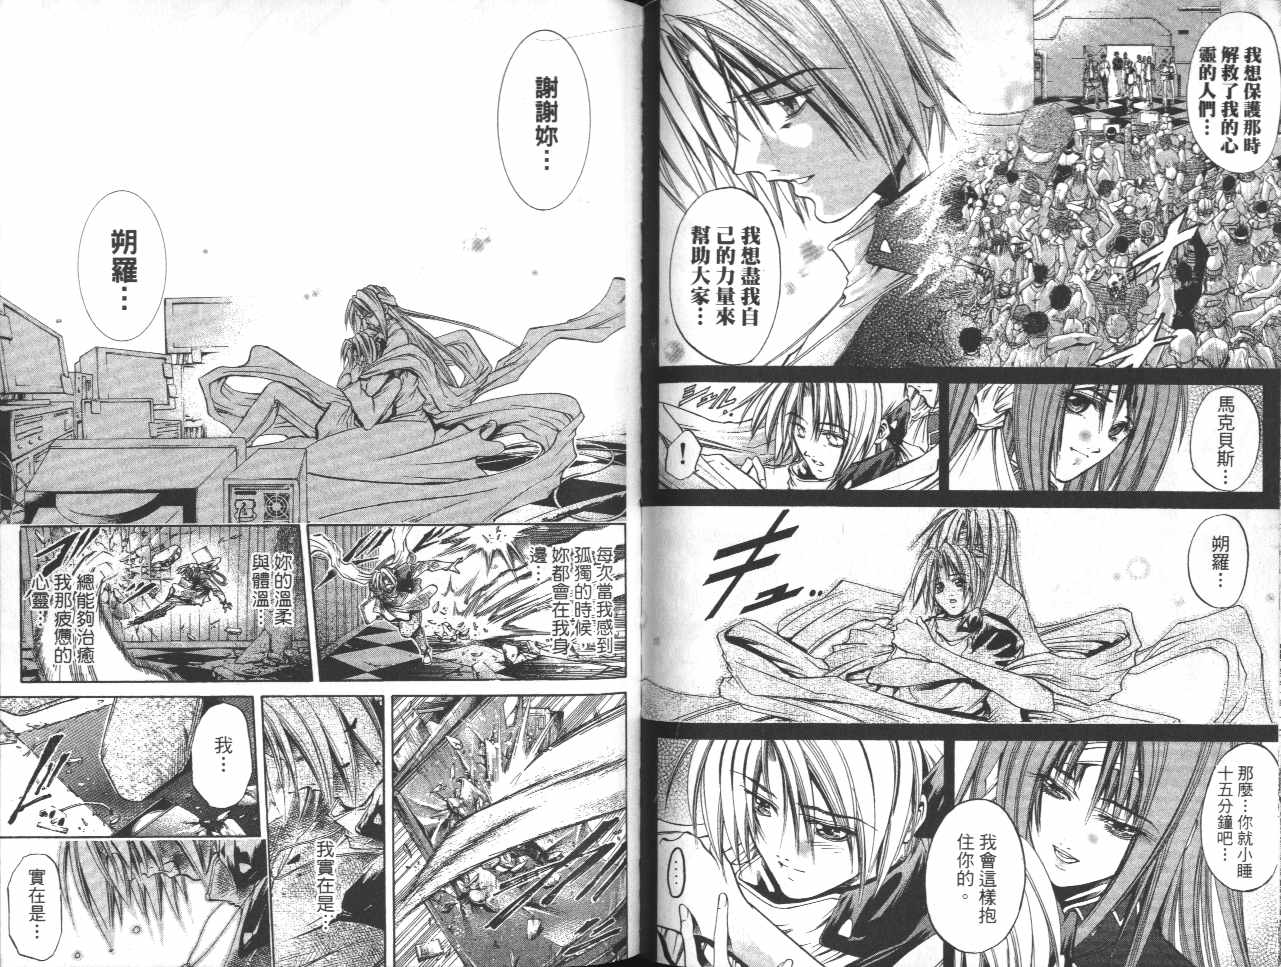 我想保護那時
解救了我的心
靈的人們…
我想盡我自
己的力量來
幫助大家…
馬克貝斯…
！
朔羅…
ギュ‥
那麼…你就小睡
十五分鐘吧…
我會這樣抱
住你的。
……
謝謝妳…
朔羅…
每次當我感到
孤獨的時候，
妳都會在我身
邊…
妳的溫柔
與體溫…
總能夠治癒
我那疲憊的
心靈…
我實在是…
我…
實在是…